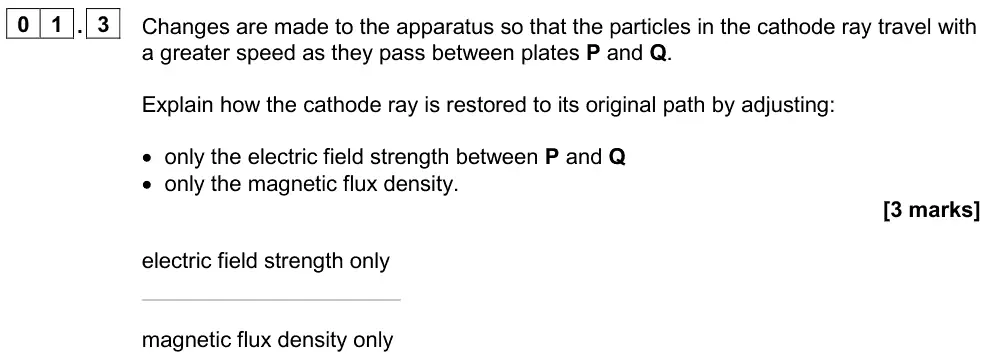 0 1 . 3 Changes are made to the apparatus so that the particles in the cathode ray travel with
a greater speed as they pass between plates P and Q.
Explain how the cathode ray is restored to its original path by adjusting:
• only the electric field strength between P and Q
• only the magnetic flux density.
[3 marks]
electric field strength only
magnetic flux density only